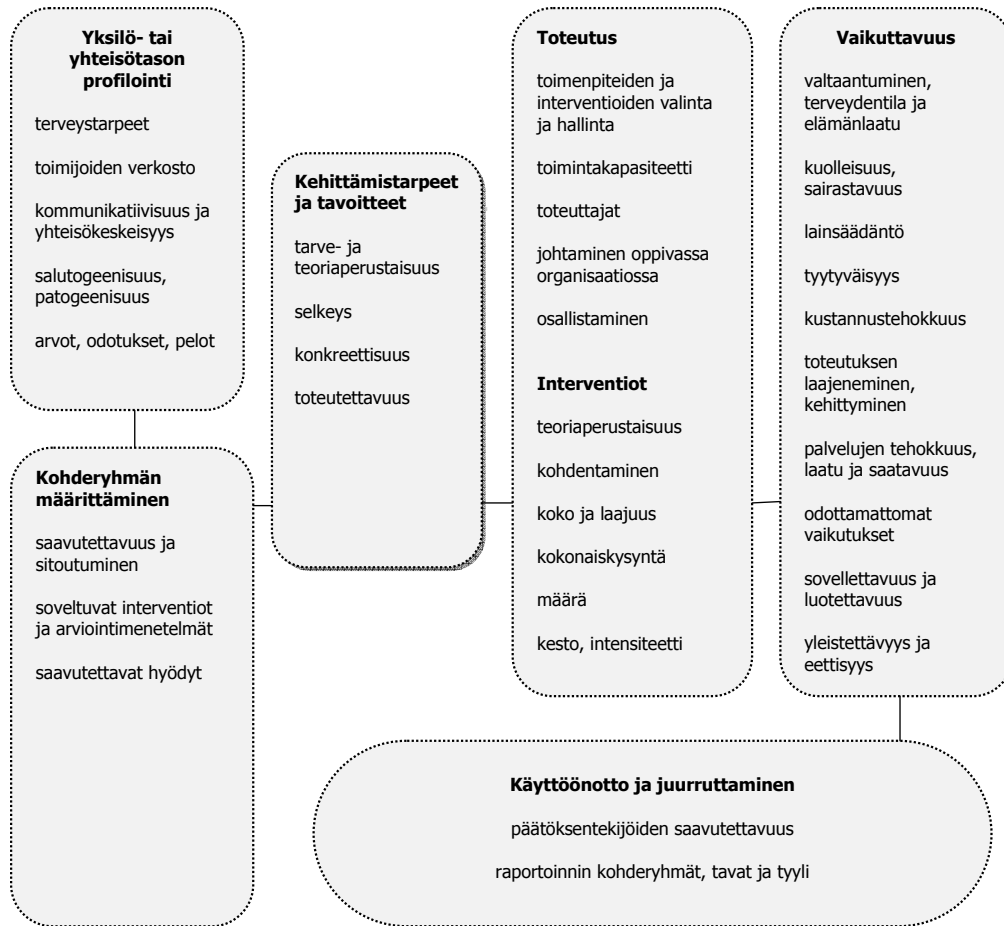 Yksilö- tai
yhteisötason
profilointi
terveystarpeet
toimijoiden verkosto
kommunikatiivisuus ja
yhteisökeskeisyys
salutogeenisuus,
patogeenisuus
arvot, odotukset, pelot
Kohderyhmän
määrittäminen
saavutettavuus ja
sitoutuminen
soveltuvat interventiot
ja arviointimenetelmät
saavutettavat hyödyt
Kehittämistarpeet
ja tavoitteet
tarve- ja
teoriaperustaisuus
selkeys
konkreettisuus
toteutettavuus
Toteutus
toimenpiteiden ja
interventioiden valinta
ja hallinta
toimintakapasiteetti
toteuttajat
johtaminen oppivassa
organisaatiossa
osallistaminen
Interventiot
teoriaperustaisuus
kohdentaminen
koko ja laajuus
kokonaiskysyntä
määrä
kesto, intensiteetti
Vaikuttavuus
valtaantuminen,
terveydentila ja
elämänlaatu
kuolleisuus,
sairastavuus
lainsäädäntö
tyytyväisyys
kustannustehokkuus
toteutuksen
laajeneminen,
kehittyminen
palvelujen tehokkuus,
laatu ja saatavuus
odottamattomat
vaikutukset
sovellettavuus ja
luotettavuus
yleistettävyys ja
eettisyys
Käyttöönotto ja juurruttaminen
päätöksentekijöiden saavutettavuus
raportoinnin kohderyhmät, tavat ja tyyli